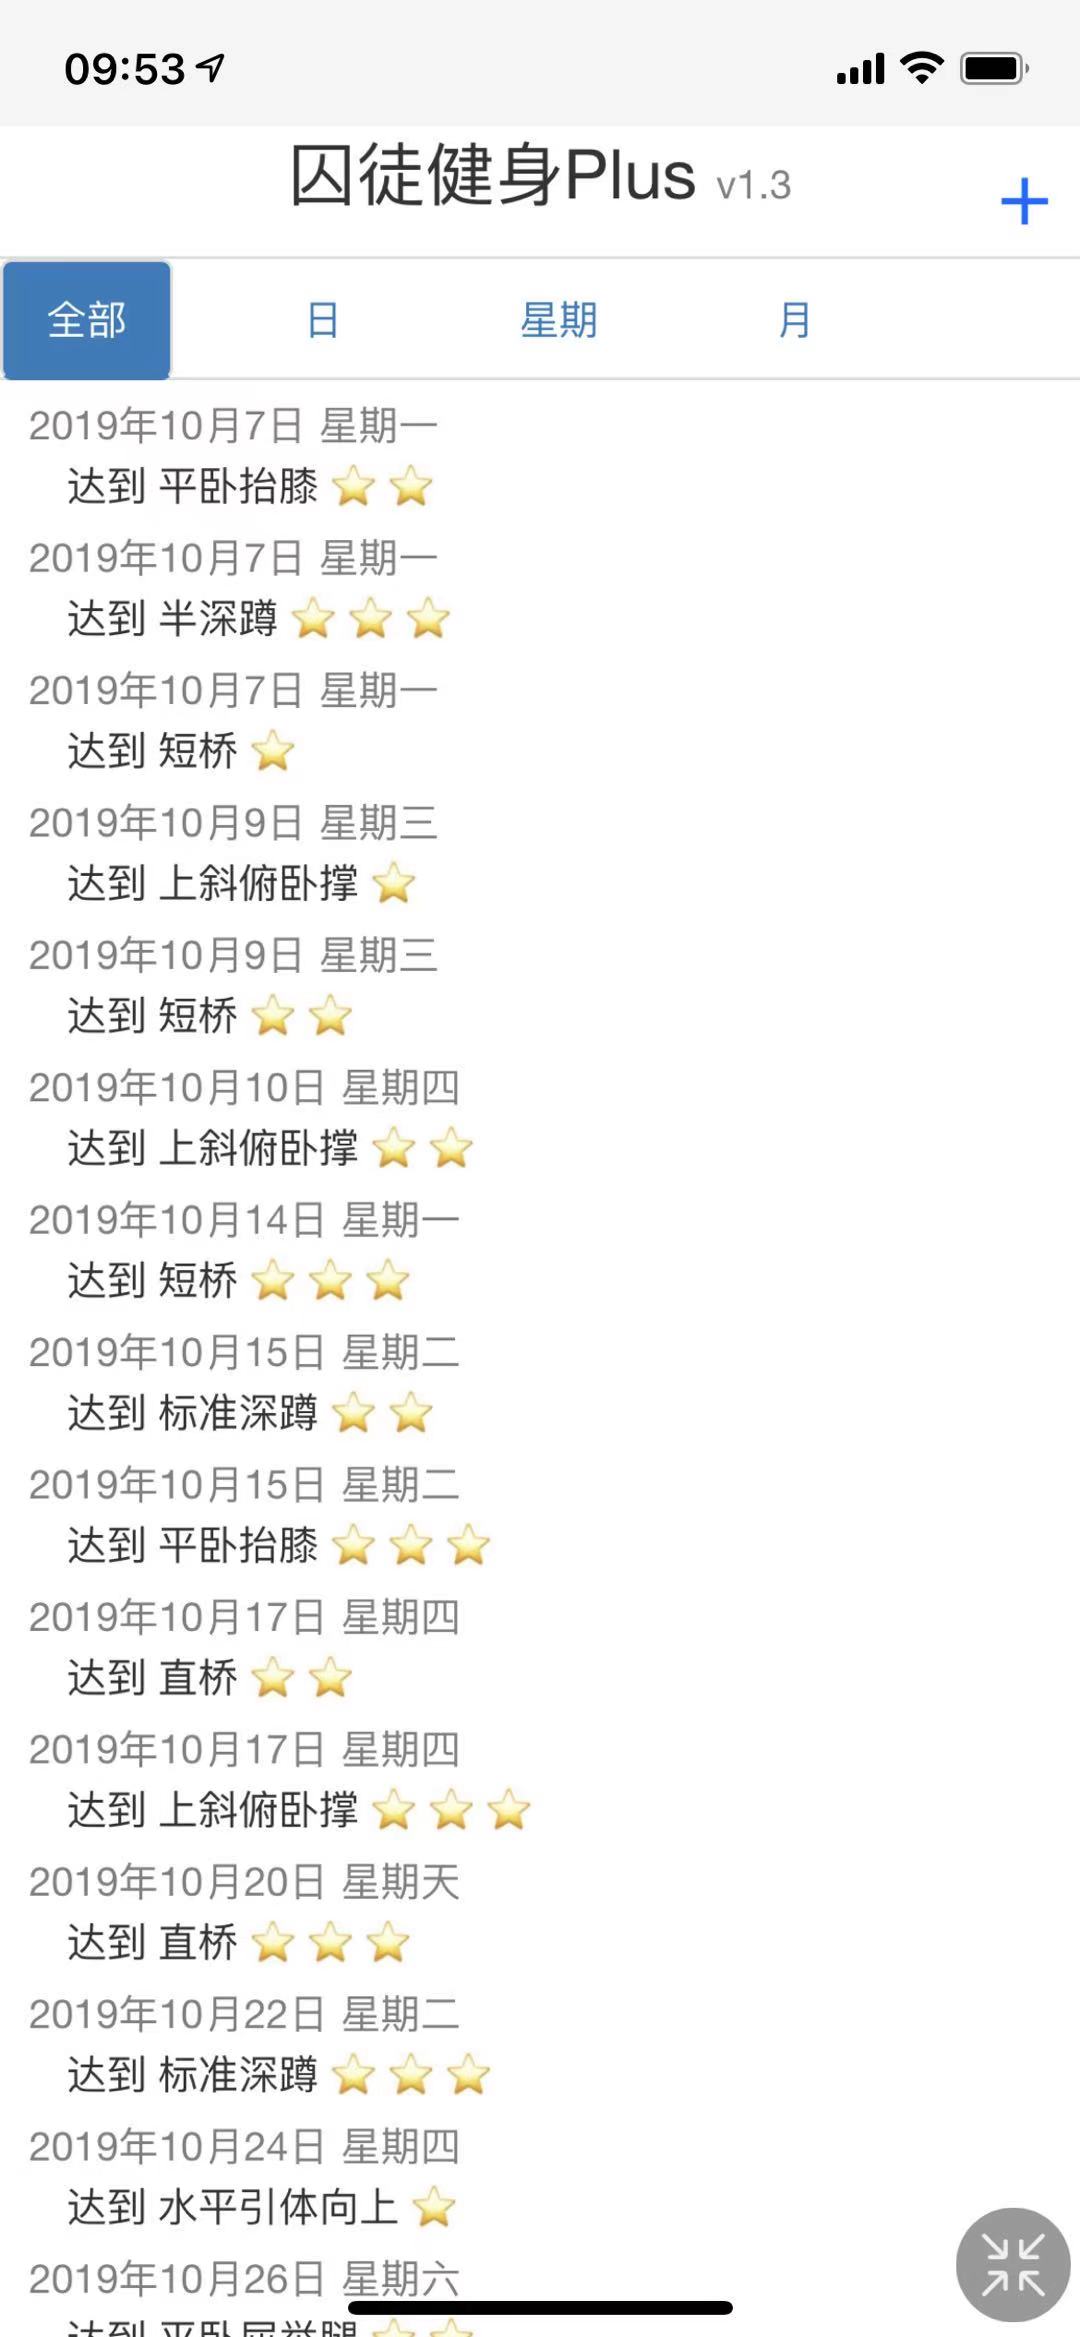 09:53
囚徒健身Plus v1.3
全部 日 星期 月
2019年10月7日 星期一
达到 平卧抬膝 ⭐ ⭐
2019年10月7日 星期一
达到 半深蹲 ⭐ ⭐ ⭐
2019年10月7日 星期一
达到 短桥 ⭐
2019年10月9日 星期三
达到 上斜俯卧撑 ⭐
2019年10月9日 星期三
达到 短桥 ⭐ ⭐
2019年10月10日 星期四
达到 上斜俯卧撑 ⭐ ⭐
2019年10月14日 星期一
达到 短桥 ⭐ ⭐ ⭐
2019年10月15日 星期二
达到 标准深蹲 ⭐ ⭐
2019年10月15日 星期二
达到 平卧抬膝 ⭐ ⭐ ⭐
2019年10月17日 星期四
达到 直桥 ⭐ ⭐
2019年10月17日 星期四
达到 上斜俯卧撑 ⭐ ⭐ ⭐
2019年10月20日 星期天
达到 直桥 ⭐ ⭐ ⭐
2019年10月22日 星期二
达到 标准深蹲 ⭐ ⭐ ⭐
2019年10月24日 星期四
达到 水平引体向上 ⭐
2019年10月26日 星期六
达到 平卧屈举腿 ⭐ ⭐